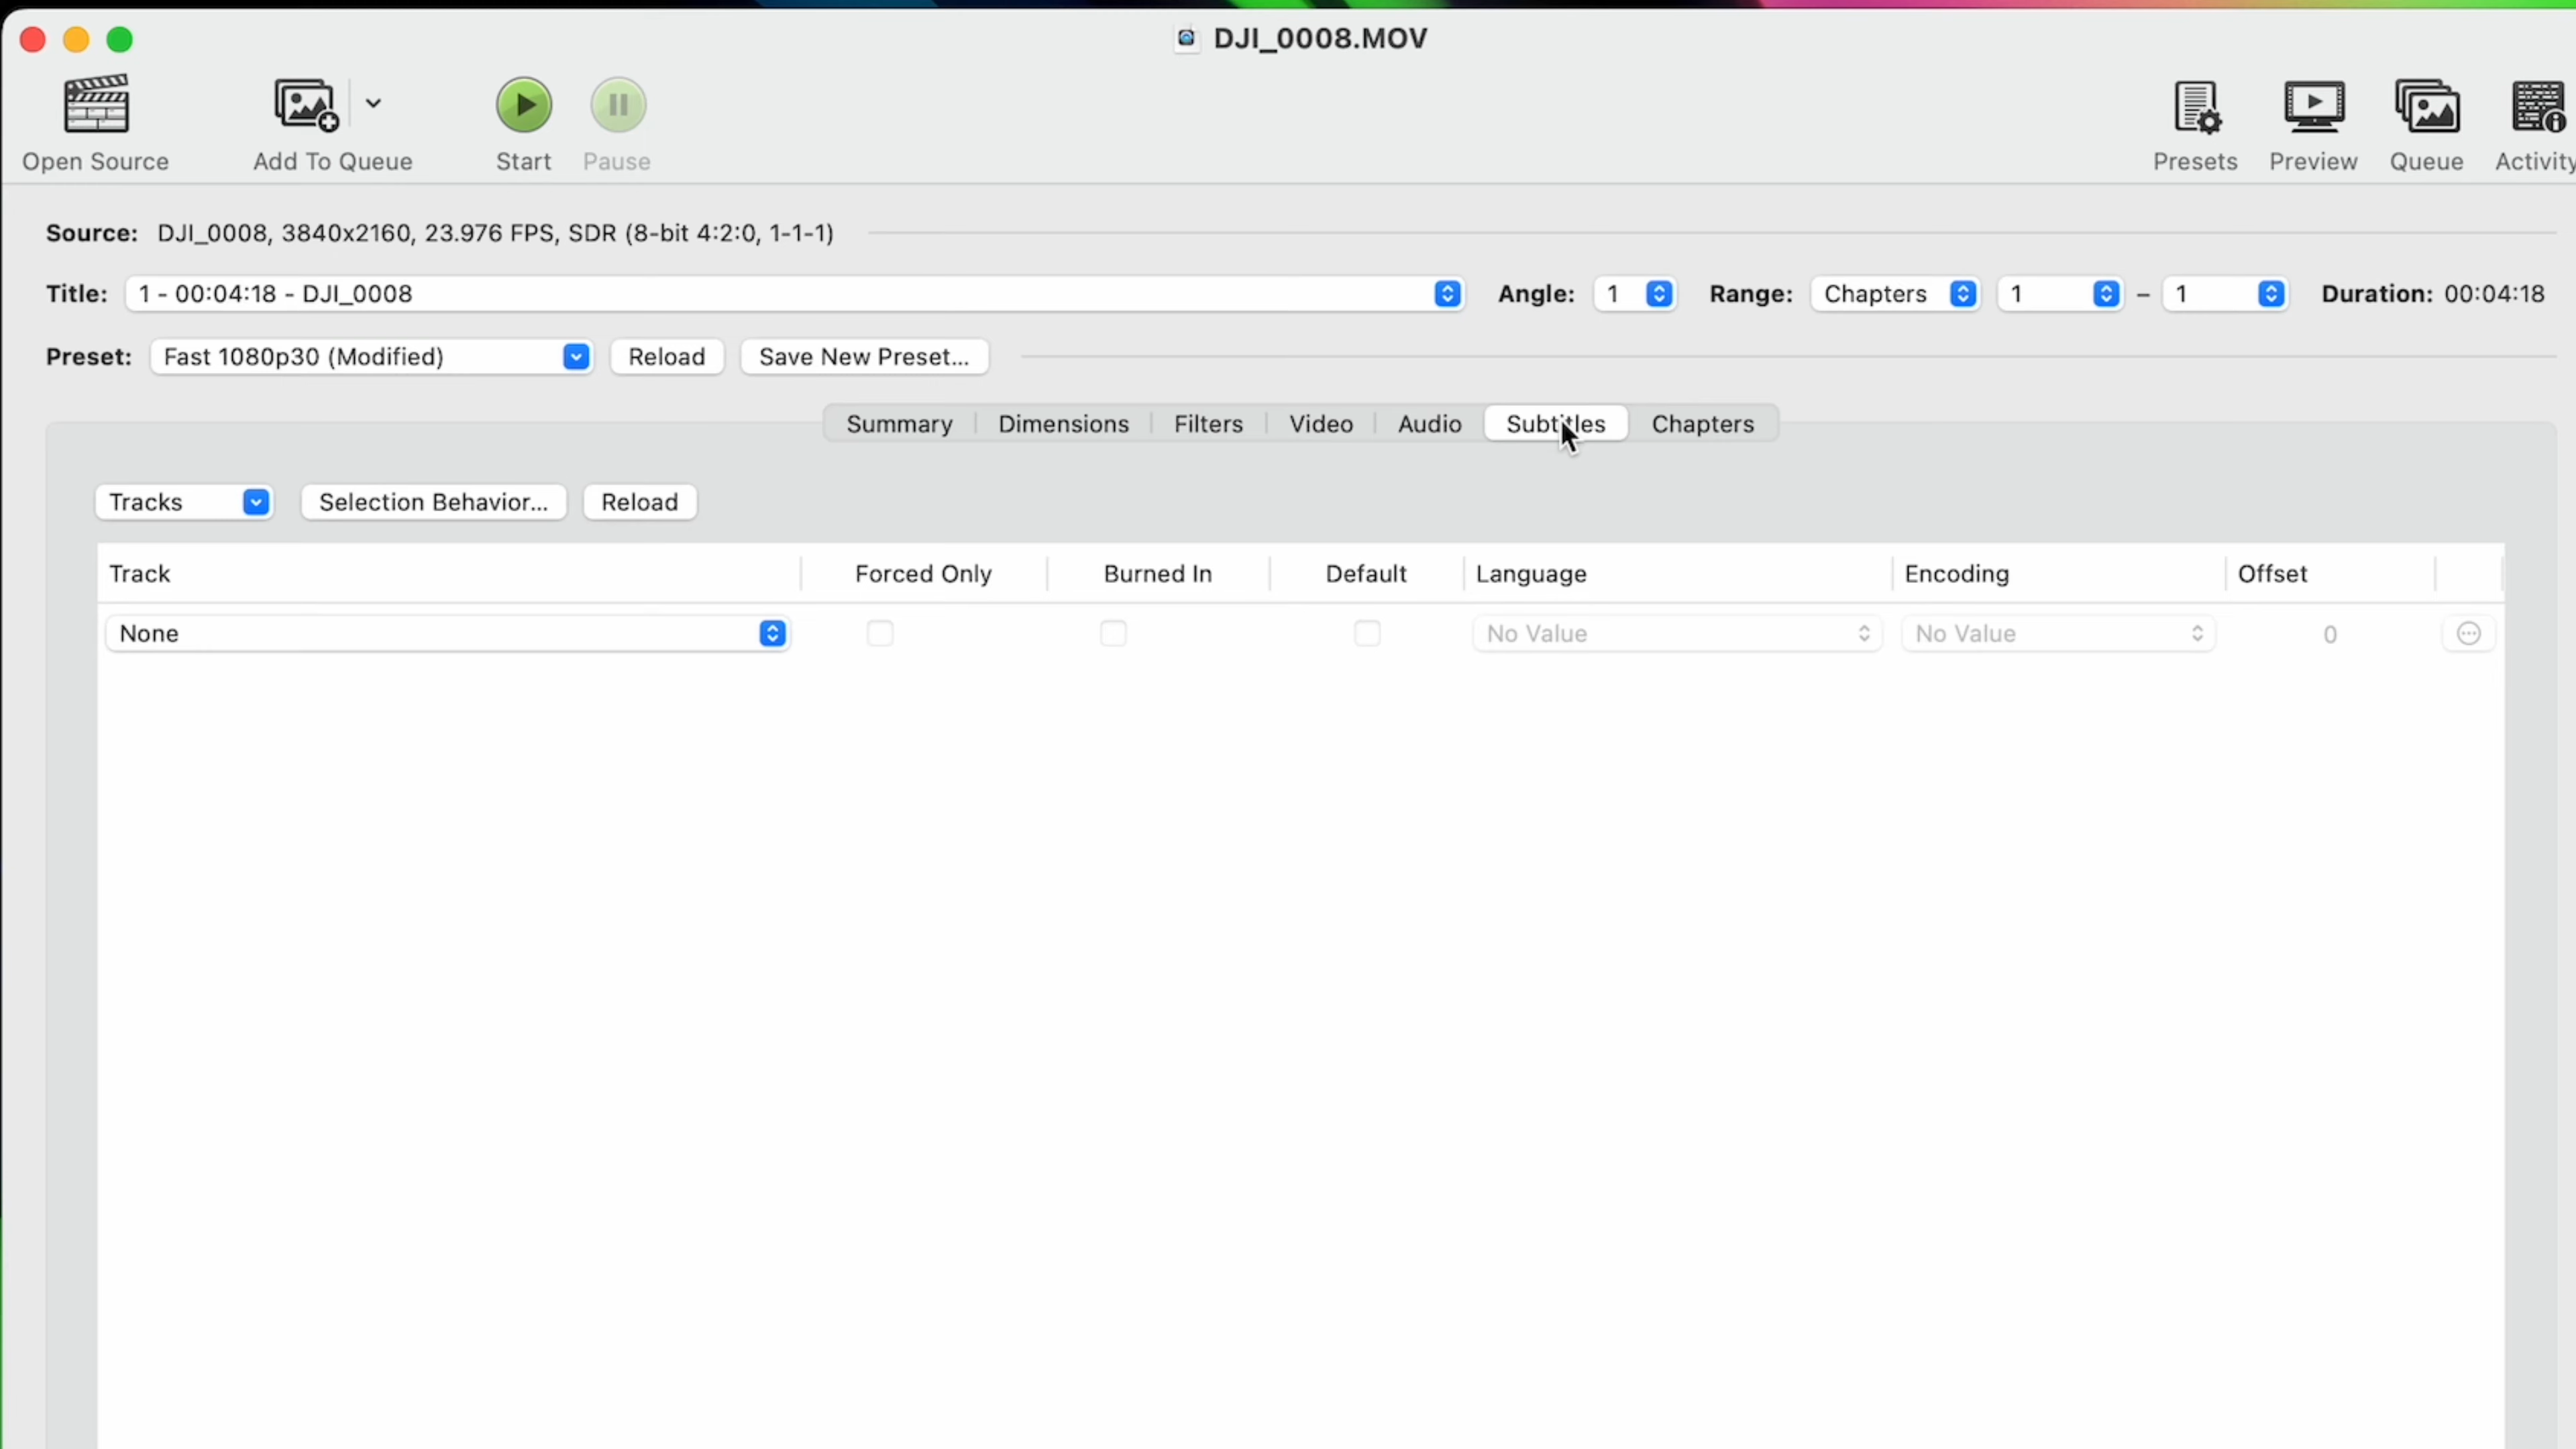 DJI_0008.MOV
Open Source
Add To Queue
Start
Pause
Presets
Preview
Queue
Activity
Source: DJI_0008, 3840x2160, 23.976 FPS, SDR (8-bit 4:2:0, 1-1-1)
Title: 1 - 00:04:18 - DJI_0008 Angle: 1 Range: Chapters 1 – 1 Duration: 00:04:18
Preset: Fast 1080p30 (Modified) Reload Save New Preset...
Summary Dimensions Filters Video Audio Subtitles Chapters
Tracks Selection Behavior... Reload
Track Forced Only Burned In Default Language Encoding Offset
None No Value No Value 0